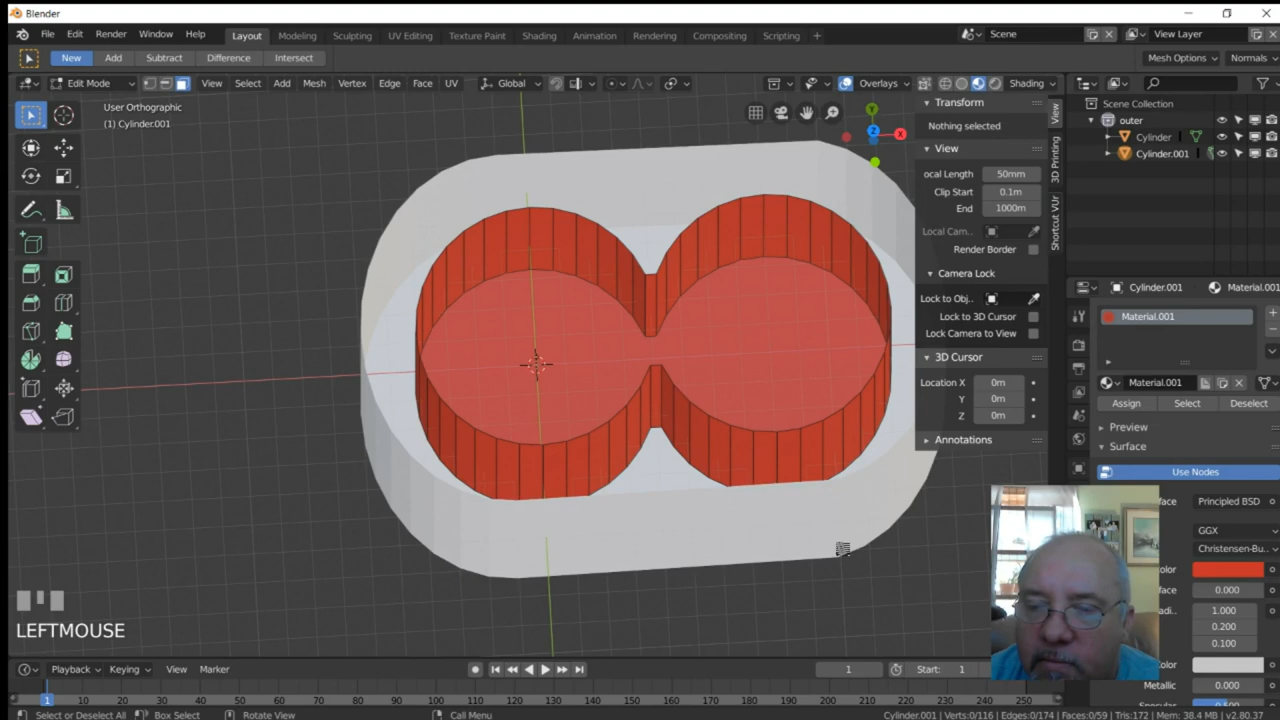 Blender
File Edit Render Window Help Layout Modeling Sculpting UV Editing Texture Paint Shading Animation Rendering Compositing Scripting + Scene View Layer
New Add Subtract Difference Intersect Mesh Options Normals
Edit Mode View Select Add Mesh Vertex Edge Face UV Global Overlays Shading
User Orthographic
(1) Cylinder.001
Y
Z
X
Transform
Nothing selected
View
ocal Length 50mm
Clip Start 0.1m
End 1000m
Local Cam..
Render Border
Camera Lock
Lock to Obj..
Lock to 3D Cursor
Lock Camera to View
3D Cursor
Location X 0m
Y 0m
Z 0m
Annotations
View
3D Printing
Shortcut VUr
Scene Collection
outer
Cylinder
Cylinder.001
Cylinder.001 Material.001
Material.001
Material.001
Assign Select Deselect
Preview
Surface
Use Nodes
face Principled BSD
GGX
Christensen-Bu..
Color
face 0.000
adi.. 1.000
0.200
0.100
Color
Metallic 0.000
Specular 0.500
LEFTMOUSE
Playback Keying View Marker 1 Start: 1
1 10 20 30 40 50 60 70 80 90 100 110 120 130 140 150 160 170 180 190 200 210 220 230 240 250
Select or Deselect All Box Select Rotate View Call Menu Cylinder.001 | Verts:0/116 | Edges:0/174 | Faces:0/59 | Tris:172 | Mem: 38.4 MB | v2.80.37